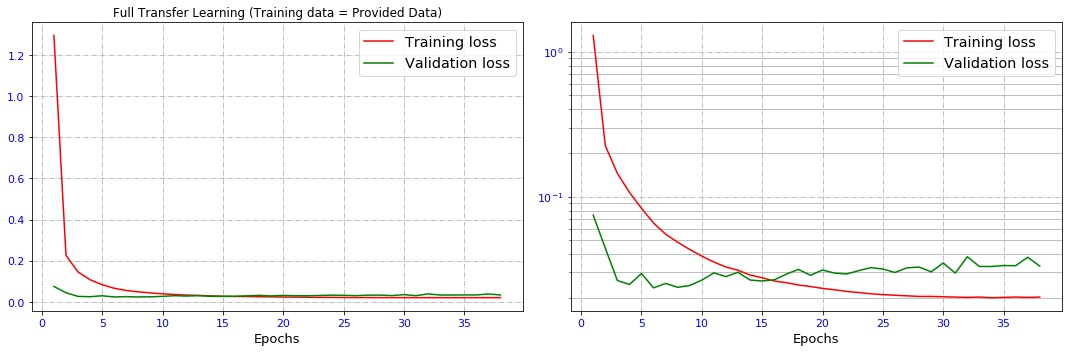 Full Transfer Learning (Training data = Provided Data)
Training loss
Validation loss
1.2
1.0
0.8
0.6
0.4
0.2
0.0
0 5 10 15 20 25 30 35
Epochs
Training loss
Validation loss
10⁰
10⁻¹
0 5 10 15 20 25 30 35
Epochs